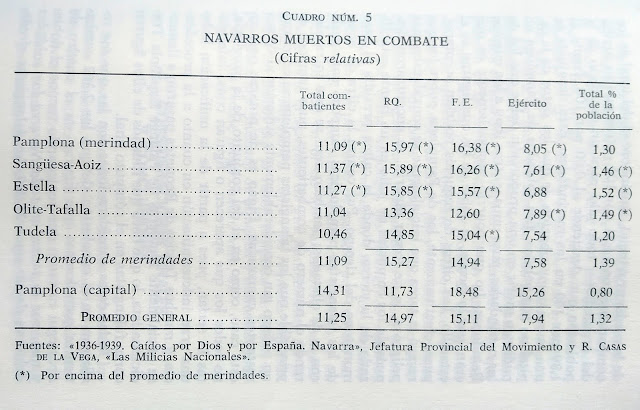 CUADRO NÚM. 5
NAVARROS MUERTOS EN COMBATE
(Cifras relativas)
Total com-batientes RQ. F. E. Ejército Total % de la población
Pamplona (merindad) ..................... 11,09 (*) 15,97 (*) 16,38 (*) 8,05 (*) 1,30
Sangüesa-Aoiz ..................... 11,37 (*) 15,89 (*) 16,26 (*) 7,61 (*) 1,46 (*)
Estella ..................... 11,27 (*) 15,85 (*) 15,57 (*) 6,88 1,52 (*)
Olite-Tafalla ..................... 11,04 13,36 12,60 7,89 (*) 1,49 (*)
Tudela ..................... 10,46 14,85 15,04 (*) 7,54 1,20
Promedio de merindades ............... 11,09 15,27 14,94 7,58 1,39
Pamplona (capital) ..................... 14,31 11,73 18,48 15,26 0,80
PROMEDIO GENERAL ............... 11,25 14,97 15,11 7,94 1,32
Fuentes: «1936-1939. Caídos por Dios y por España. Navarra», Jefatura Provincial del Movimiento y R. CASAS
DE LA VEGA, «Las Milicias Nacionales».
(*) Por encima del promedio de merindades.